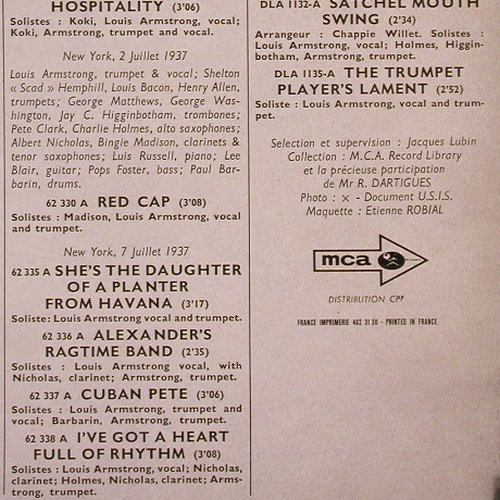 HOSPITALITY (3'06)
Solistes : Koki, Louis Armstrong, vocal;
Koki, Armstrong, trumpet and vocal.
New York, 2 Juillet 1937
Louis Armstrong, trumpet & vocal; Shelton
« Scad » Hemphill, Louis Bacon, Henry Allen,
trumpets; George Matthews, George Was-
hington, Jay C. Higginbotham, trombones;
Pete Clark, Charlie Holmes, alto saxophones;
Albert Nicholas, Bingie Madison, clarinets &
tenor saxophones; Luis Russell, piano; Lee
Blair, guitar; Pops Foster, bass; Paul Bar-
barin, drums.
62 330 A RED CAP (3'08)
Solistes : Madison, Louis Armstrong, vocal
and trumpet.
New York, 7 Juillet 1937
62 335 A SHE'S THE DAUGHTER
OF A PLANTER
FROM HAVANA (3'17)
Soliste: Louis Armstrong vocal and trumpet.
62 336 A ALEXANDER'S
RAGTIME BAND (2'35)
Solistes : Louis Armstrong vocal, with
Nicholas, clarinet; Armstrong, trumpet.
62 337 A CUBAN PETE (3'06)
Solistes : Louis Armstrong, trumpet and
vocal; Barbarin, Armstrong, trumpet.
62 338 A I'VE GOT A HEART
FULL OF RHYTHM (3'08)
Solistes : Louis Armstrong, vocal; Nicholas,
clarinet; Holmes, Nicholas, clarinet; Arm-
strong, trumpet.
DLA 1132-A SATCHEL MOUTH
SWING (2'34)
Arrangeur : Chappie Willet. Solistes :
Louis Armstrong, vocal; Holmes, Higgin-
botham, Armstrong, trumpet.
DLA 1135-A THE TRUMPET
PLAYER'S LAMENT (2'52)
Soliste : Louis Armstrong, vocal and trum-
pet.
Selection et supervision : Jacques Lubin
Collection : M.C.A. Record Library
et la précieuse participation
de Mr R. DARTIGUES
Photo : × - Document U.S.I.S.
Maquette : Etienne ROBIAL
mca
DISTRIBUTION CPF
FRANCE IMPRIMERIE 462 31 30 - PRINTED IN FRANCE